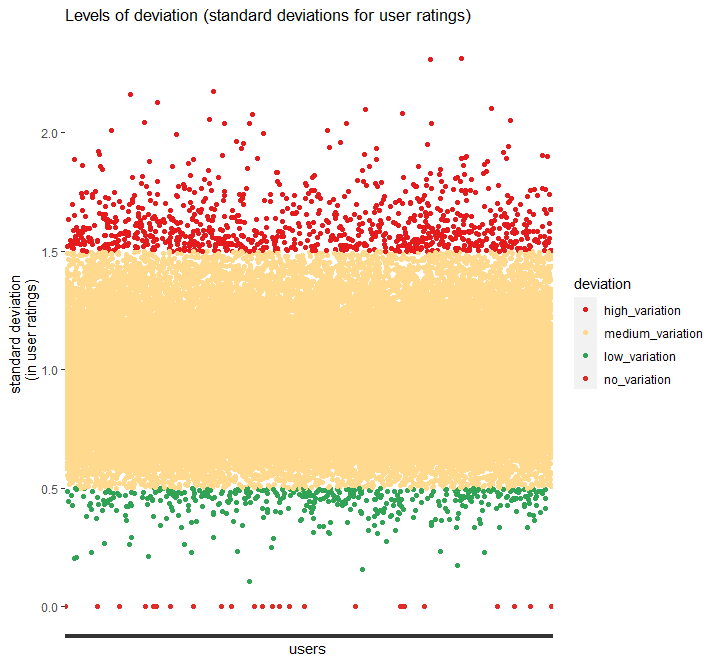 Levels of deviation (standard deviations for user ratings)
2.0
1.5
1.0
0.5
0.0
standard deviation
(in user ratings)
users
deviation
high_variation
medium_variation
low_variation
no_variation